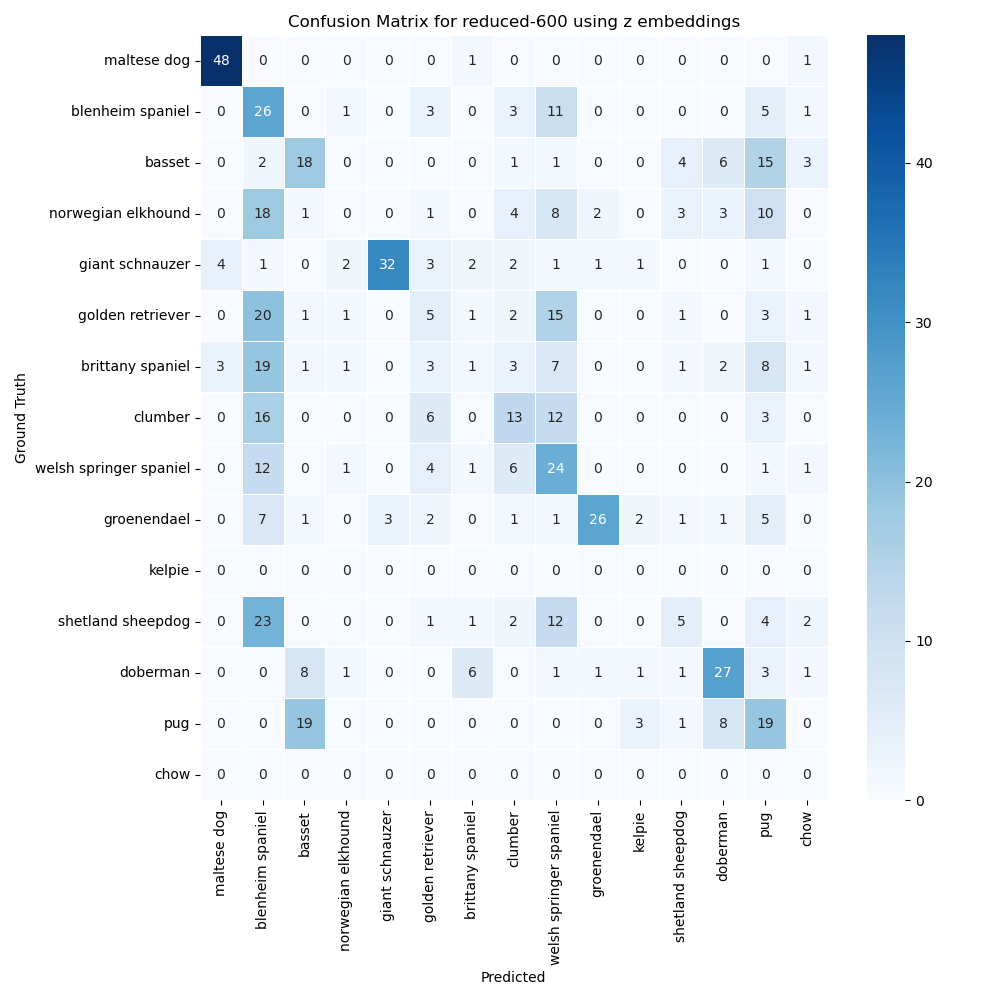 Confusion Matrix for reduced-600 using z embeddings
maltese dog 48 0 0 0 0 0 1 0 0 0 0 0 0 0 1
blenheim spaniel 0 26 0 1 0 3 0 3 11 0 0 0 0 5 1
basset 0 2 18 0 0 0 0 1 1 0 0 4 6 15 3
norwegian elkhound 0 18 1 0 0 1 0 4 8 2 0 3 3 10 0
giant schnauzer 4 1 0 2 32 3 2 2 1 1 1 0 0 1 0
golden retriever 0 20 1 1 0 5 1 2 15 0 0 1 0 3 1
brittany spaniel 3 19 1 1 0 3 1 3 7 0 0 1 2 8 1
clumber 0 16 0 0 0 6 0 13 12 0 0 0 0 3 0
welsh springer spaniel 0 12 0 1 0 4 1 6 24 0 0 0 0 1 1
groenendael 0 7 1 0 3 2 0 1 1 26 2 1 1 5 0
kelpie 0 0 0 0 0 0 0 0 0 0 0 0 0 0 0
shetland sheepdog 0 23 0 0 0 1 1 2 12 0 0 5 0 4 2
doberman 0 0 8 1 0 0 6 0 1 1 1 1 27 3 1
pug 0 0 19 0 0 0 0 0 0 0 3 1 8 19 0
chow 0 0 0 0 0 0 0 0 0 0 0 0 0 0 0
Ground Truth
maltese dog
blenheim spaniel
basset
norwegian elkhound
giant schnauzer
golden retriever
brittany spaniel
clumber
welsh springer spaniel
groenendael
kelpie
shetland sheepdog
doberman
pug
chow
Predicted
40
30
20
10
0